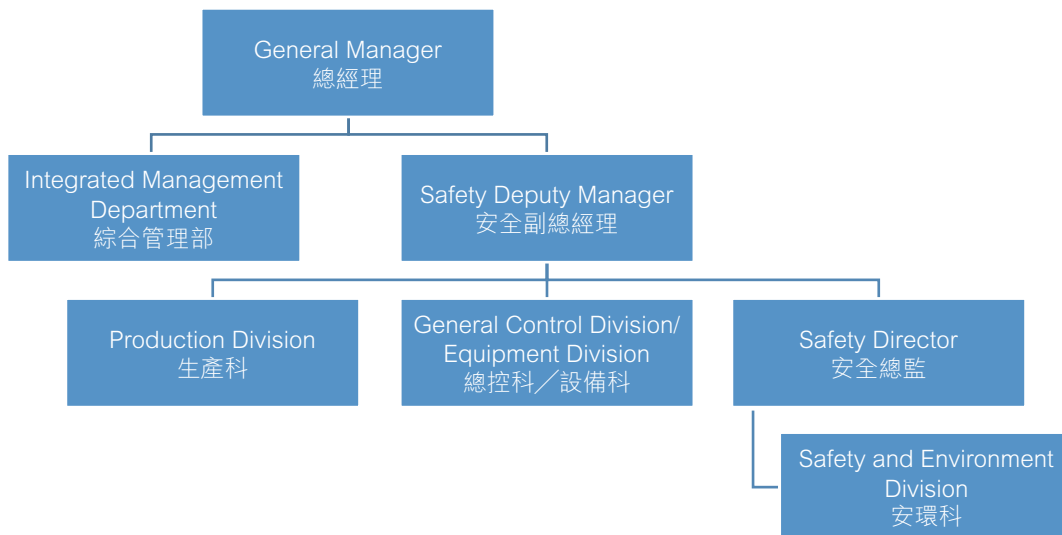 General Manager
總經理
Integrated Management
Department
綜合管理部
Safety Deputy Manager
安全副總經理
Production Division
生產科
General Control Division/
Equipment Division
總控科／設備科
Safety Director
安全總監
Safety and Environment
Division
安環科